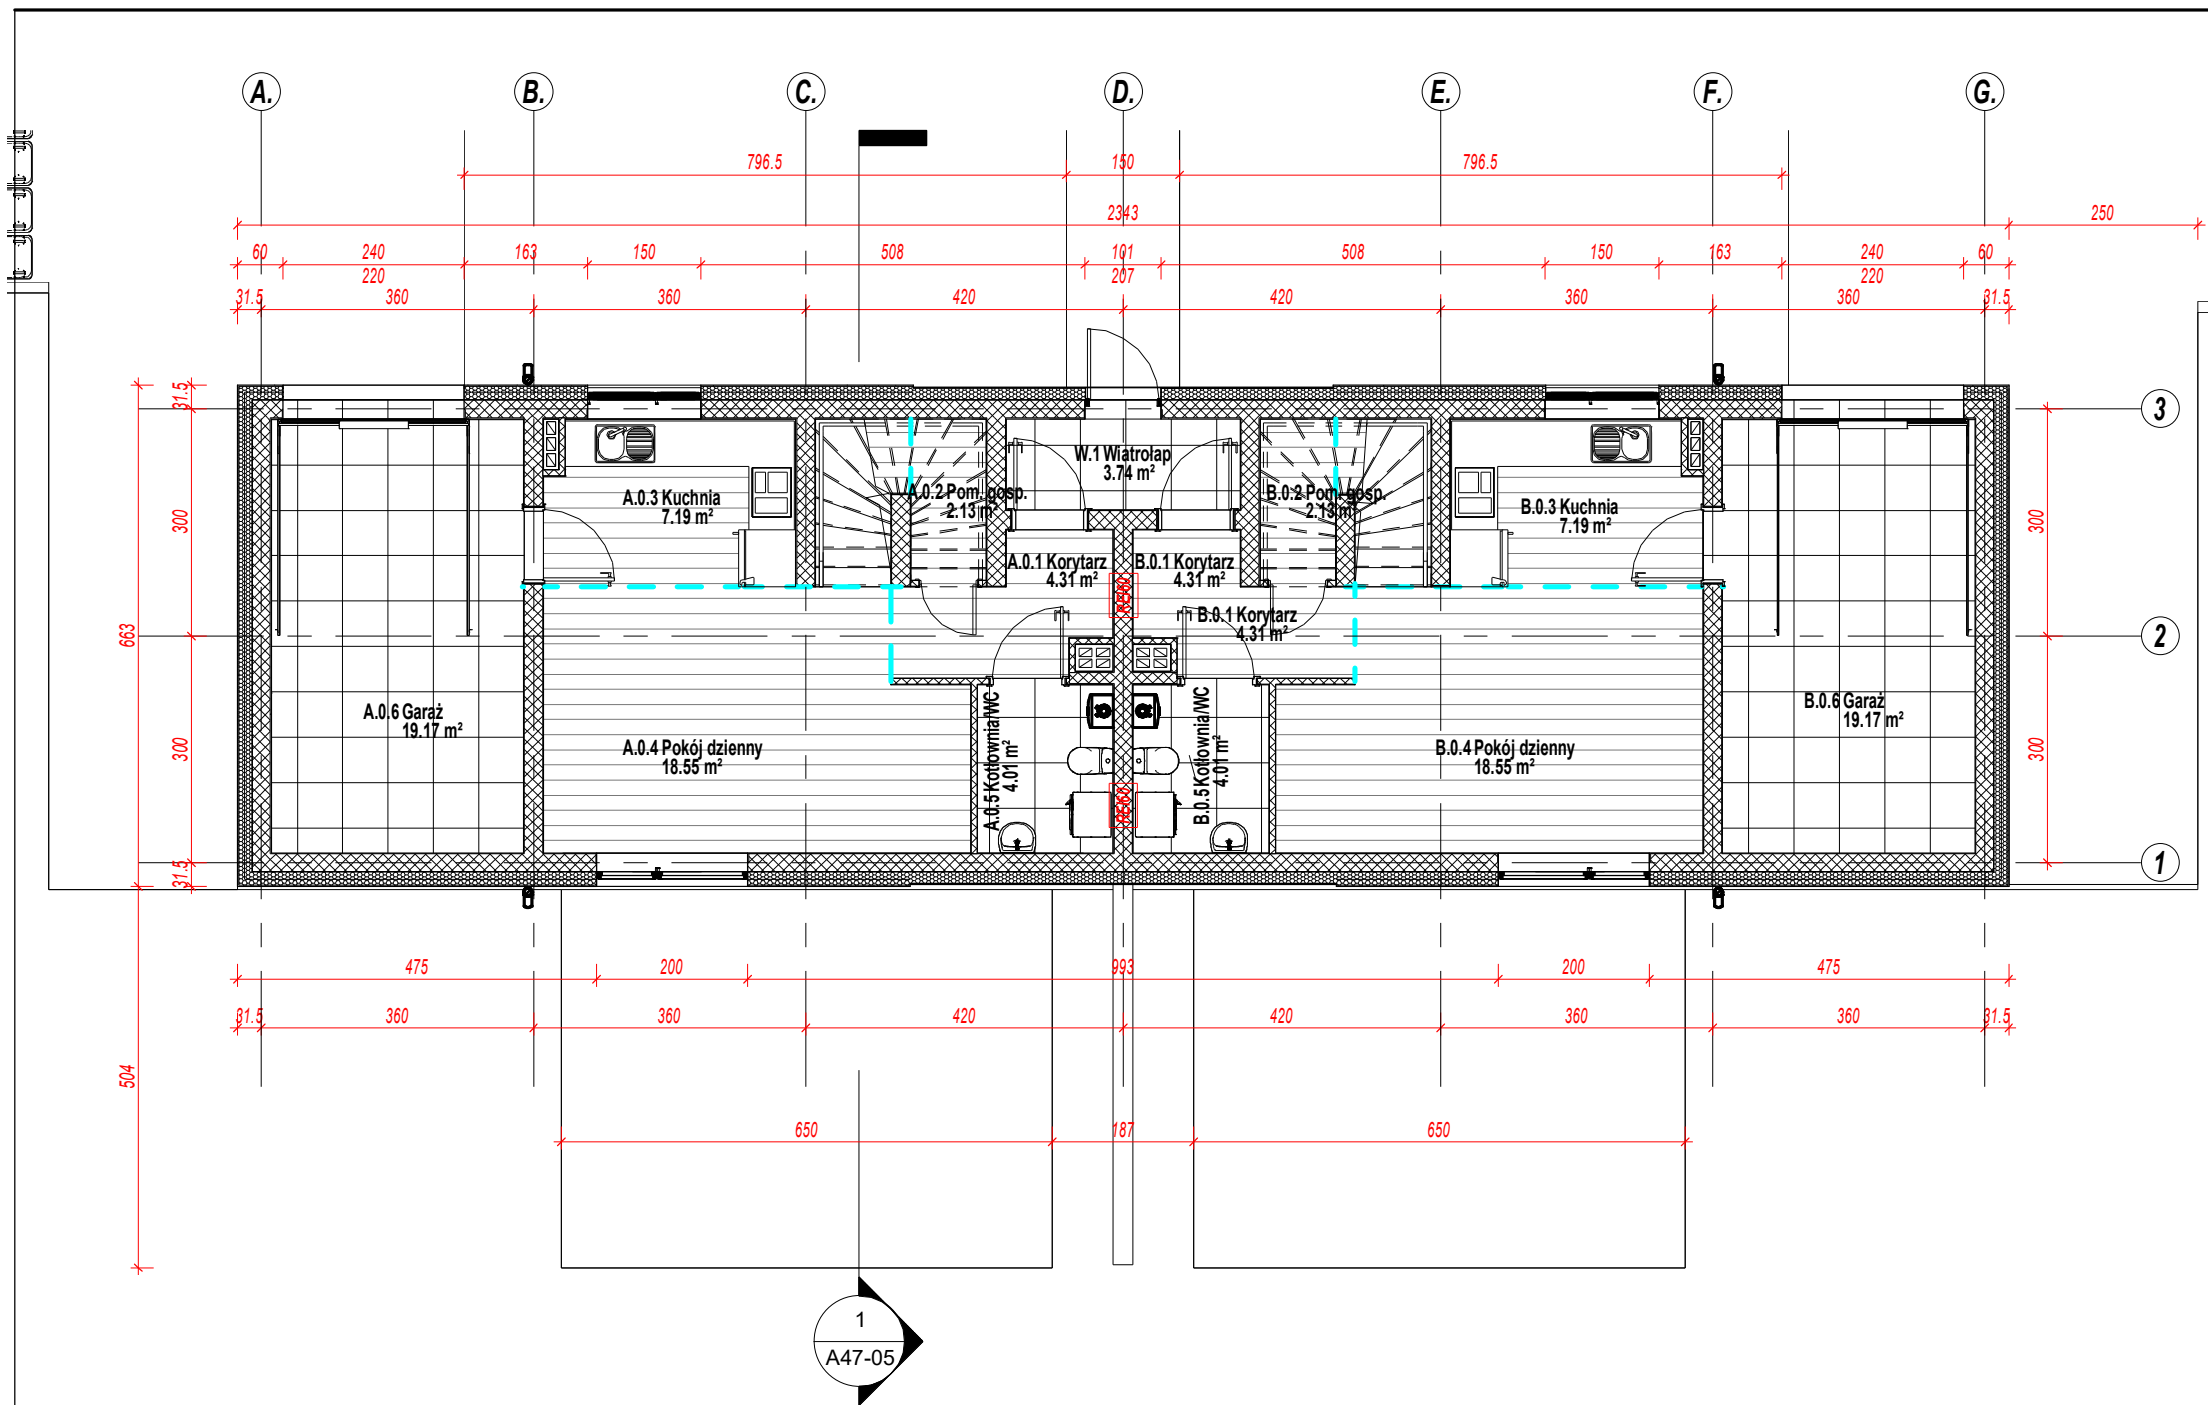 A. B. C. D. E. F. G.
796.5 150 796.5
2343 250
60 240 163 150 508 101 508 150 163 240 60
220 207 220
31.5 360 360 420 420 360 360 31.5
31.5
300
663
300
31.5
504
3
2
1
300
300
W.1 Wiatrołap
3.74 m²
A.0.3 Kuchnia
7.19 m²
A.0.2 Pom. gosp.
2.13 m²
B.0.2 Pom. gosp.
2.13 m²
B.0.3 Kuchnia
7.19 m²
A.0.1 Korytarz
4.31 m²
B.0.1 Korytarz
4.31 m²
REI60
B.0.1 Korytarz
4.31 m²
A.0.6 Garaż
19.17 m²
A.0.4 Pokój dzienny
18.55 m²
A.0.5 Kotłownia/WC
4.01 m²
REI60
B.0.5 Kotłownia/WC
4.01 m²
B.0.4 Pokój dzienny
18.55 m²
B.0.6 Garaż
19.17 m²
475 200 993 200 475
31.5 360 360 420 420 360 360 31.5
650 187 650
1
A47-05